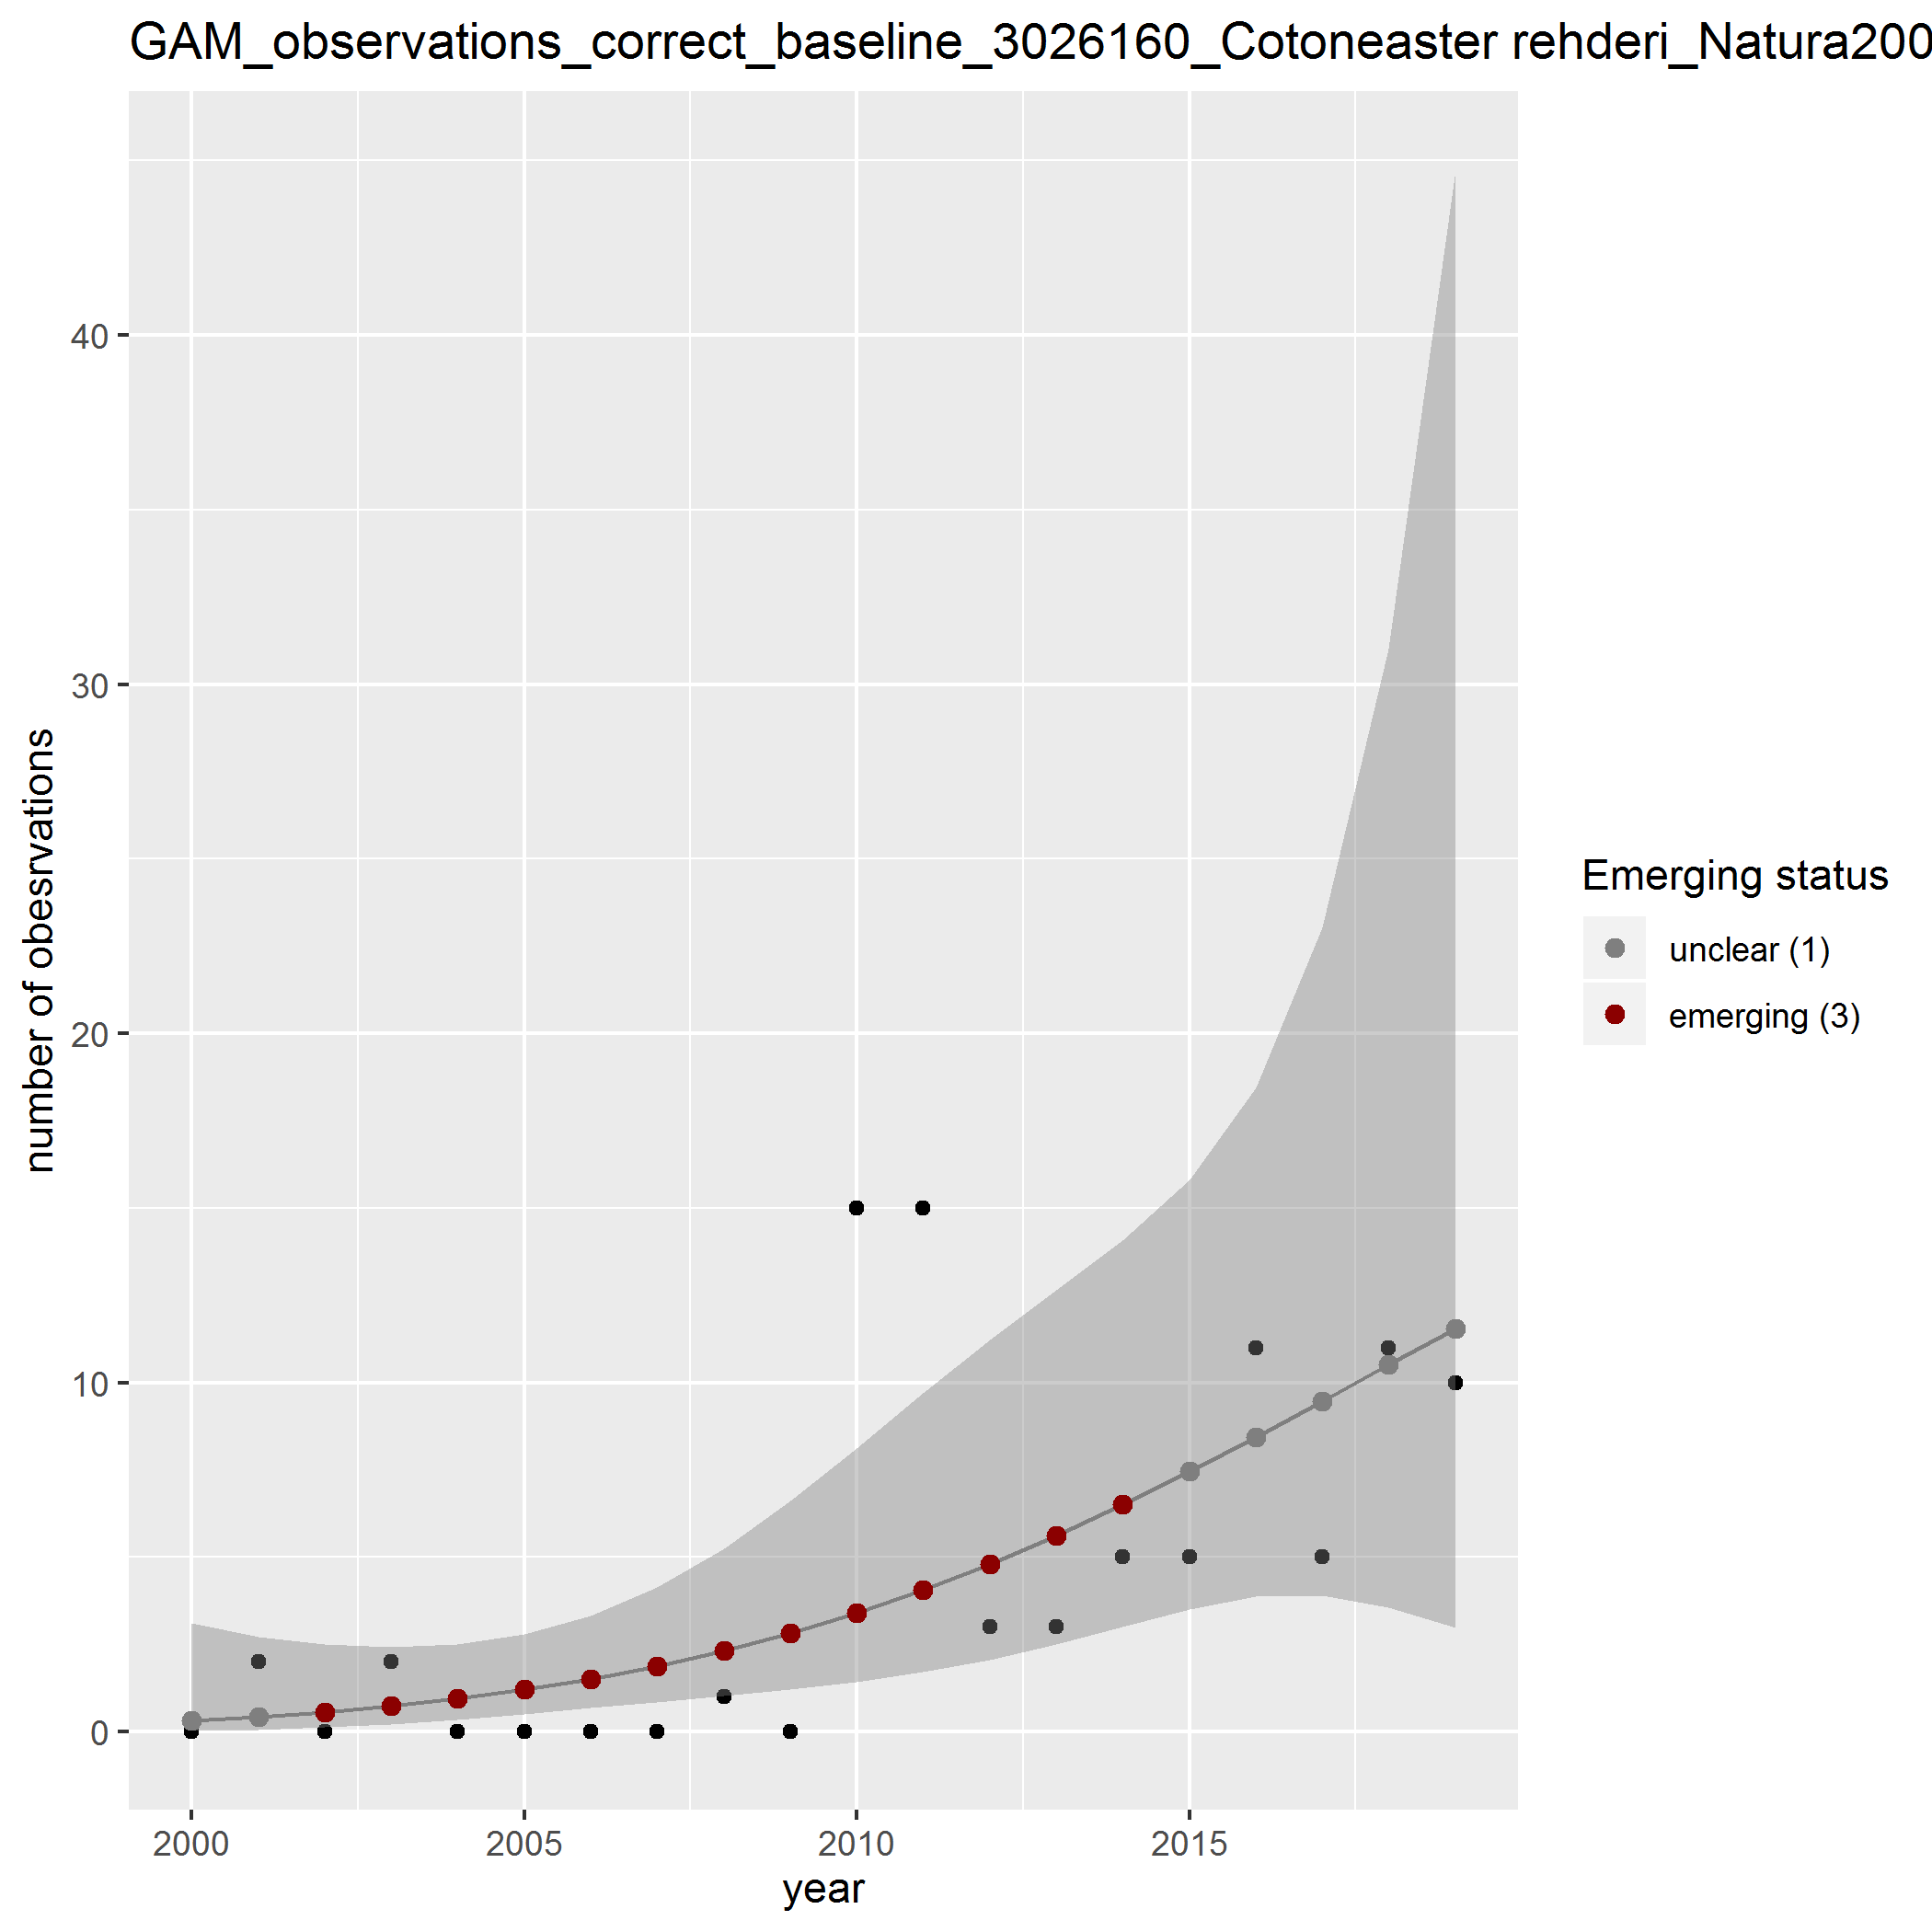 GAM_observations_correct_baseline_3026160_Cotoneaster rehderi_Natura200
number of obesrvations
40
30
20
10
0
2000 2005 2010 2015
year
Emerging status
unclear (1)
emerging (3)